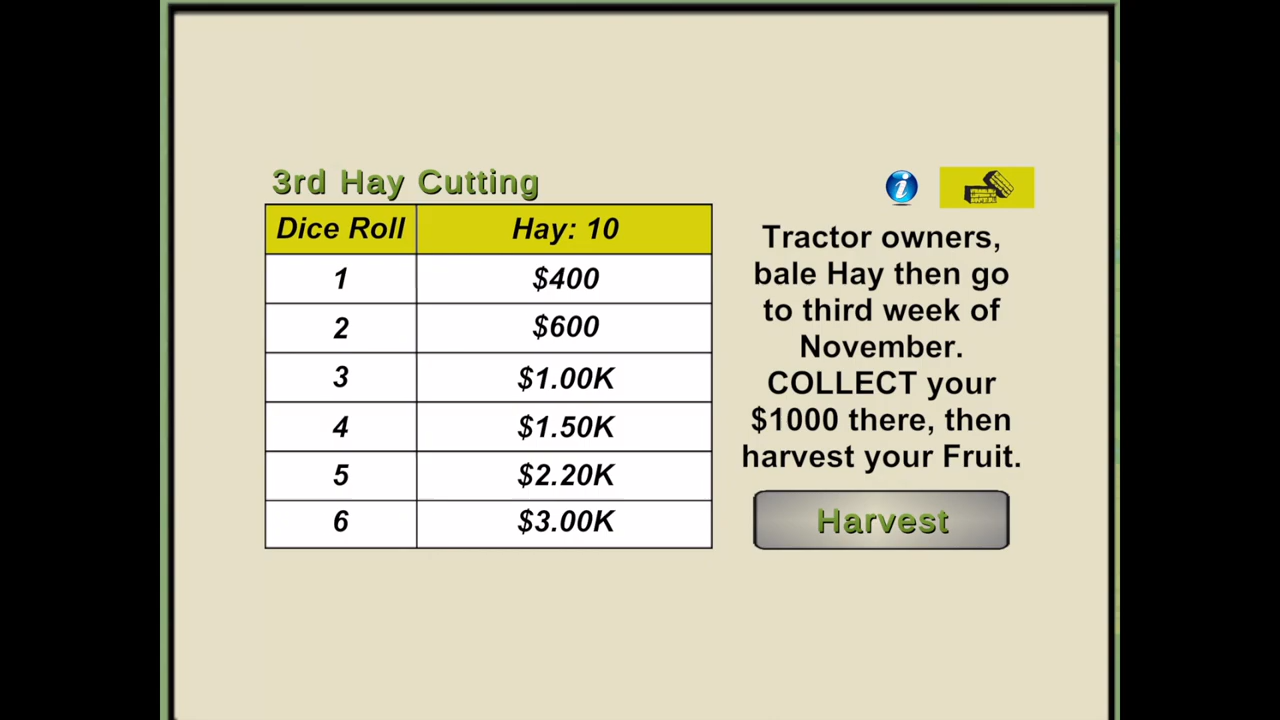 3rd Hay Cutting
Dice Roll Hay: 10
1 $400
2 $600
3 $1.00K
4 $1.50K
5 $2.20K
6 $3.00K
i
Tractor owners,
bale Hay then go
to third week of
November.
COLLECT your
$1000 there, then
harvest your Fruit.
Harvest